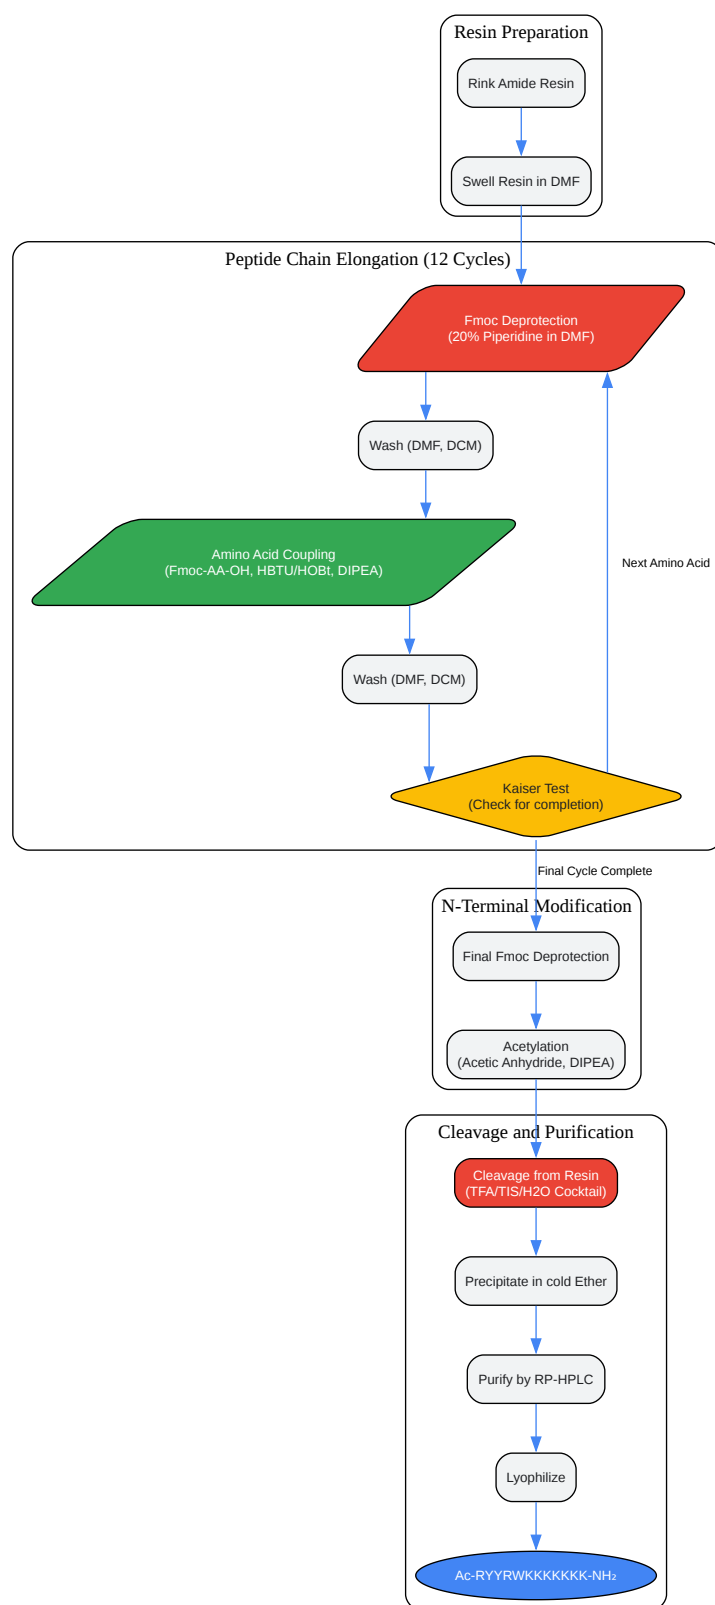 Resin Preparation
Rink Amide Resin
Swell Resin in DMF
Peptide Chain Elongation (12 Cycles)
Fmoc Deprotection
(20% Piperidine in DMF)
Wash (DMF, DCM)
Amino Acid Coupling
(Fmoc-AA-OH, HBTU/HOBt, DIPEA)
Next Amino Acid
Wash (DMF, DCM)
Kaiser Test
(Check for completion)
Final Cycle Complete
N-Terminal Modification
Final Fmoc Deprotection
Acetylation
(Acetic Anhydride, DIPEA)
Cleavage and Purification
Cleavage from Resin
(TFA/TIS/H2O Cocktail)
Precipitate in cold Ether
Purify by RP-HPLC
Lyophilize
Ac-RYYRWKKKKKKK-NH₂